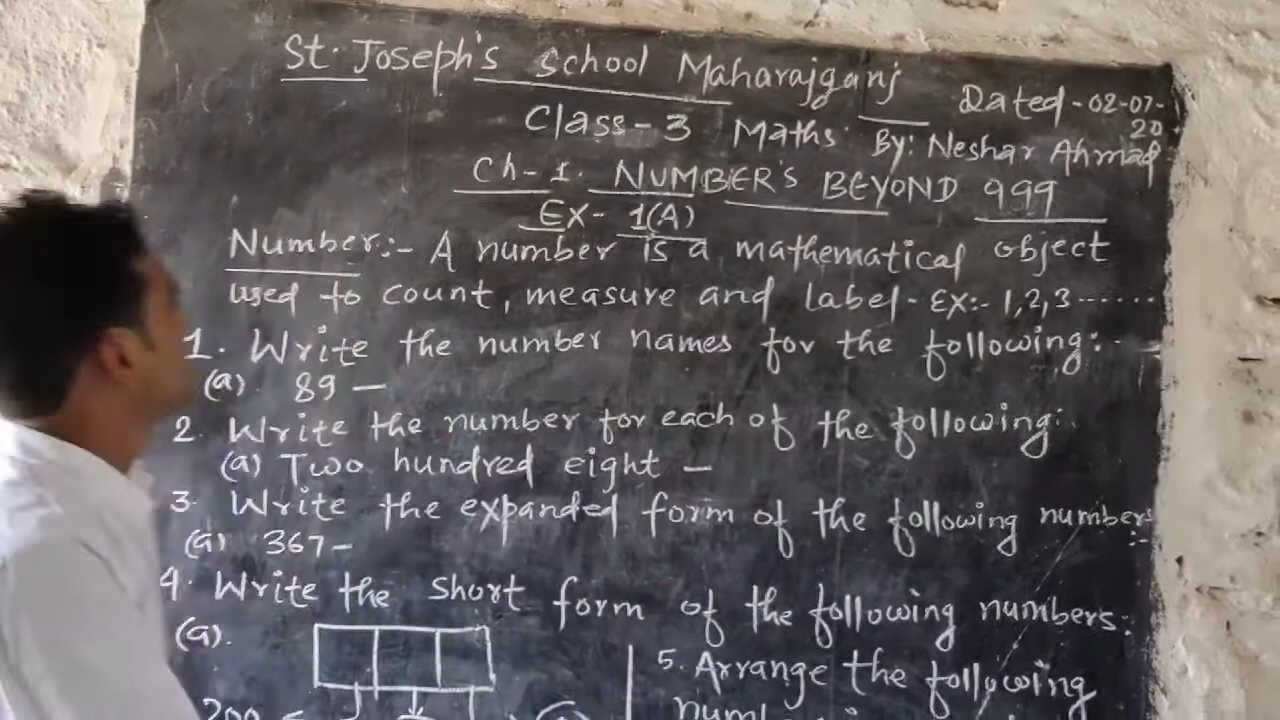 St. Joseph's School Maharajganj
Dated-02-07-20
Class-3 Maths By: Neshar Ahmad
Ch-1. NUMBER'S BEYOND 999
EX-1(A)
Number:- A number is a mathematical object
used to count, measure and label. EX:- 1,2,3......
1. Write the number names for the following:
(a) 89 —
2. Write the number for each of the following:
(a) Two hundred eight —
3. Write the expanded form of the following numbers:-
(a) 367-
4. Write the short form of the following numbers:
(a).
200
5. Arrange the following